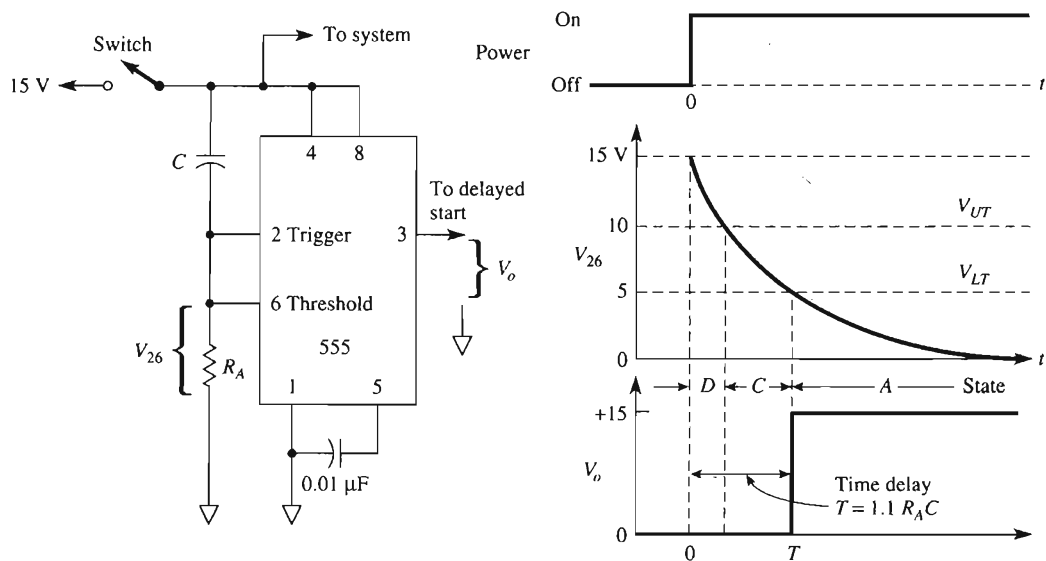 To system
Switch
15 V
C
4 8
To delayed
start
2 Trigger 3
V_o
6 Threshold
V_26
R_A
555
1 5
0.01 μF
Power
On
Off
0
t
15 V
V_UT
10
V_26
V_LT
5
0
t
D C A State
+15
V_o
Time delay
T = 1.1 R_A C
0
0 T